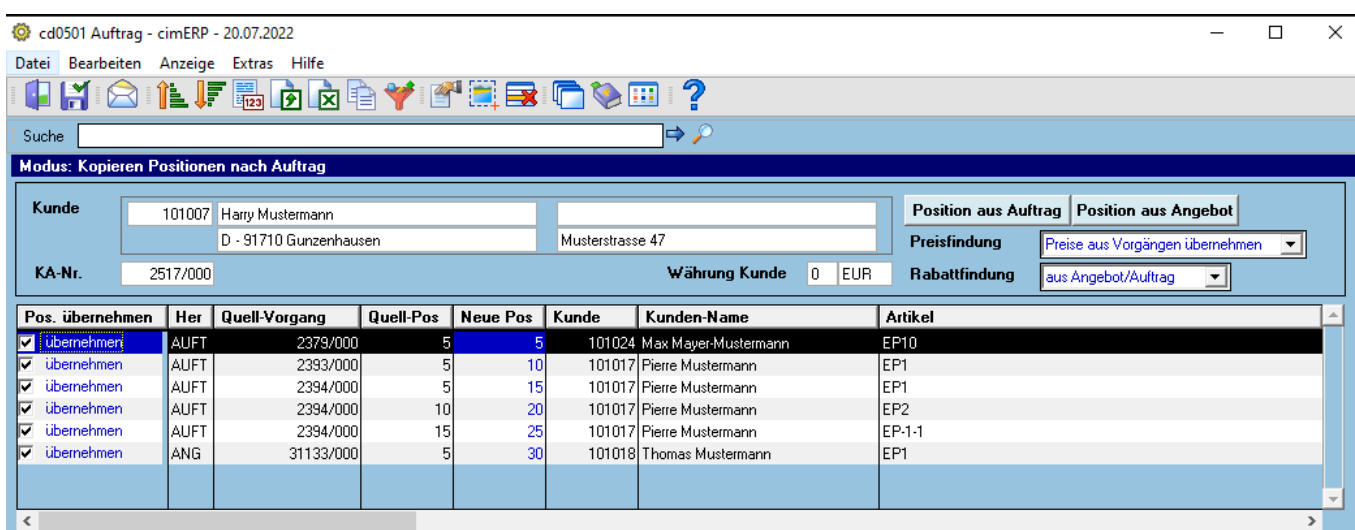 cd0501 Auftrag - cimERP - 20.07.2022
Datei Bearbeiten Anzeige Extras Hilfe
123
Suche
Modus: Kopieren Positionen nach Auftrag
Kunde 101007 Harry Mustermann Position aus Auftrag Position aus Angebot
D - 91710 Gunzenhausen Musterstrasse 47 Preisfindung Preise aus Vorgängen übernehmen
KA-Nr. 2517/000 Währung Kunde 0 EUR Rabattfindung aus Angebot/Auftrag
Pos. übernehmen Her Quell-Vorgang Quell-Pos Neue Pos Kunde Kunden-Name Artikel
übernehmen AUFT 2379/000 5 5 101024 Max Mayer-Mustermann EP10
übernehmen AUFT 2393/000 5 10 101017 Pierre Mustermann EP1
übernehmen AUFT 2394/000 5 15 101017 Pierre Mustermann EP1
übernehmen AUFT 2394/000 10 20 101017 Pierre Mustermann EP2
übernehmen AUFT 2394/000 15 25 101017 Pierre Mustermann EP-1-1
übernehmen ANG 31133/000 5 30 101018 Thomas Mustermann EP1